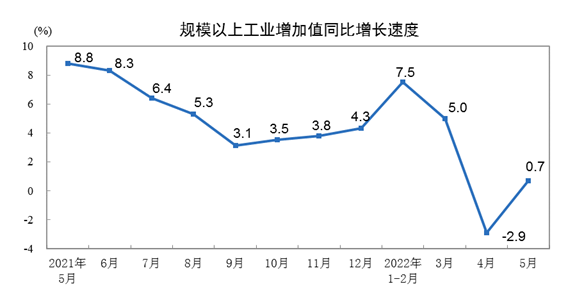 规模以上工业增加值同比增长速度
(%)
10
8
6
4
2
0
-2
-4
8.8
8.3
6.4
5.3
3.1
3.5
3.8
4.3
7.5
5.0
-2.9
0.7
2021年
5月
6月
7月
8月
9月
10月
11月
12月
2022年
1-2月
3月
4月
5月